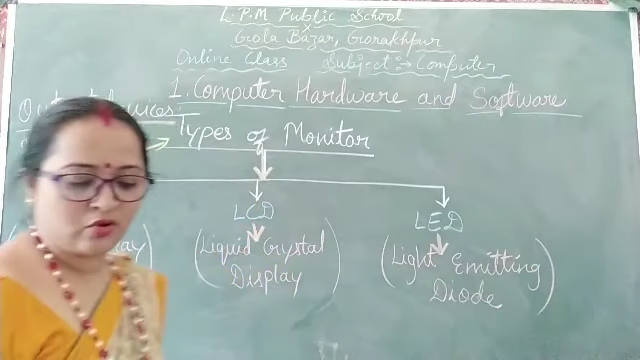 L.P.M Public School
Gola Bazar, Gorakhpur
Online Class Subject:→ Computer
1. Computer Hardware and Software
Types of Monitor
LCD
LED
(Liquid Crystal
Display)
(Light Emitting
Diode)